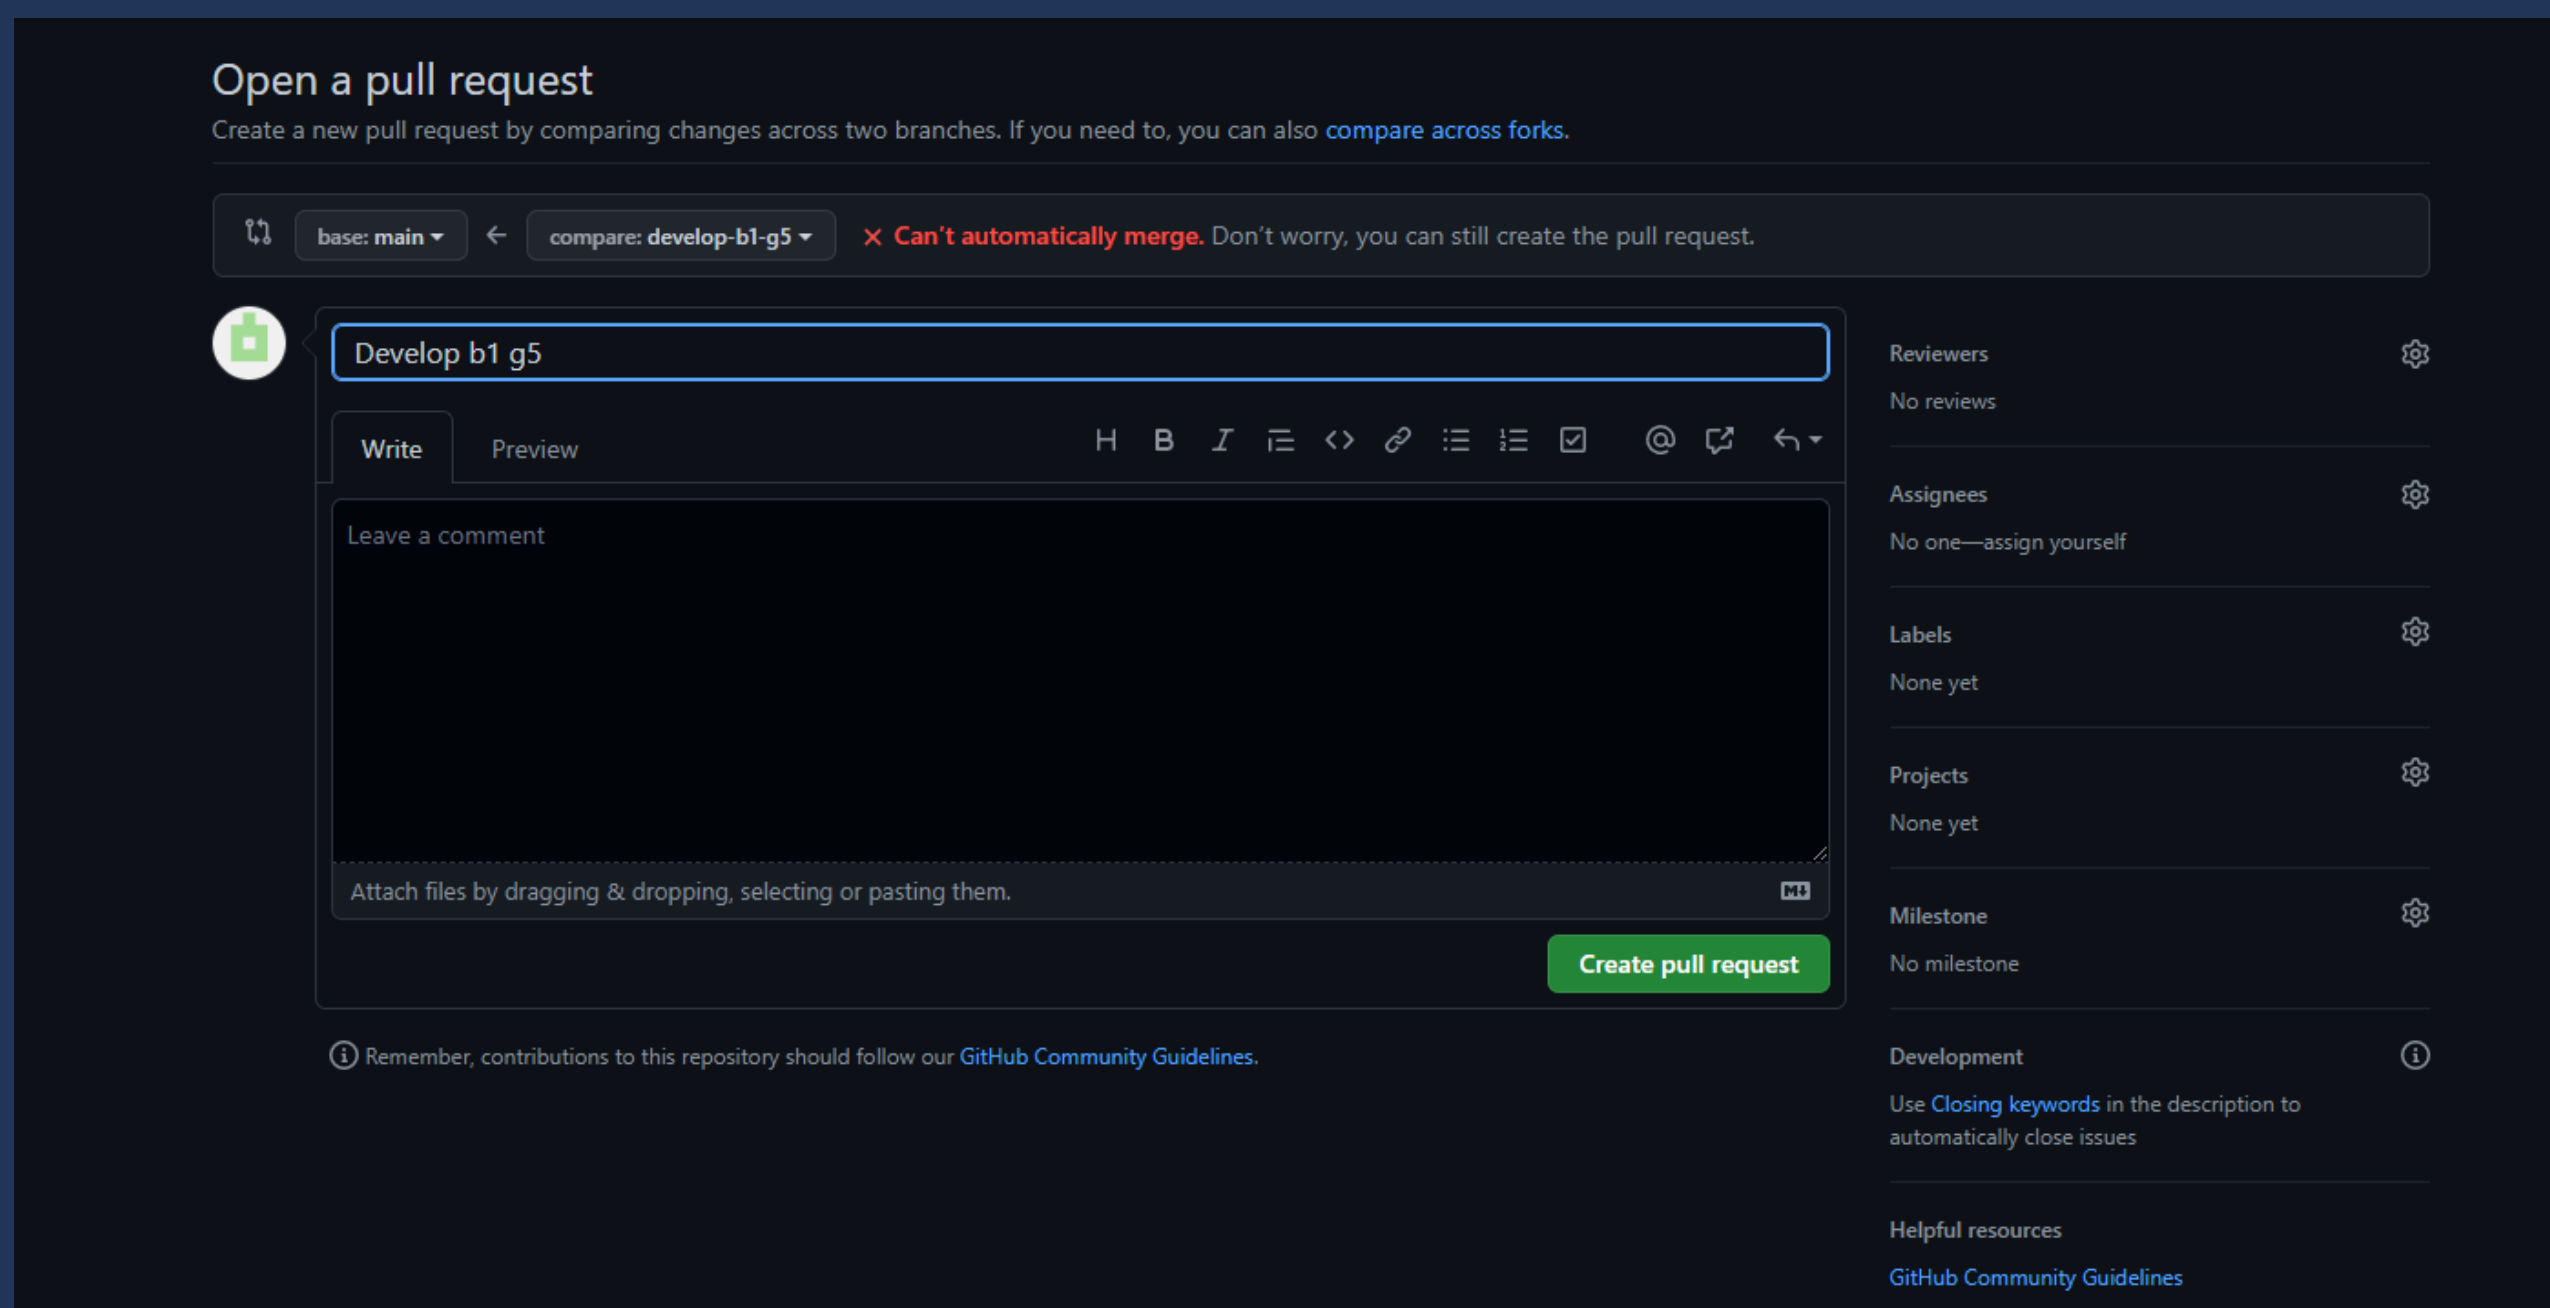 Open a pull request
Create a new pull request by comparing changes across two branches. If you need to, you can also compare across forks.
base: main
compare: develop-b1-g5
Can't automatically merge. Don't worry, you can still create the pull request.
Develop b1 g5
Write
Preview
Leave a comment
Attach files by dragging & dropping, selecting or pasting them.
Create pull request
Remember, contributions to this repository should follow our GitHub Community Guidelines.
Reviewers
No reviews
Assignees
No one—assign yourself
Labels
None yet
Projects
None yet
Milestone
No milestone
Development
Use Closing keywords in the description to
automatically close issues
Helpful resources
GitHub Community Guidelines